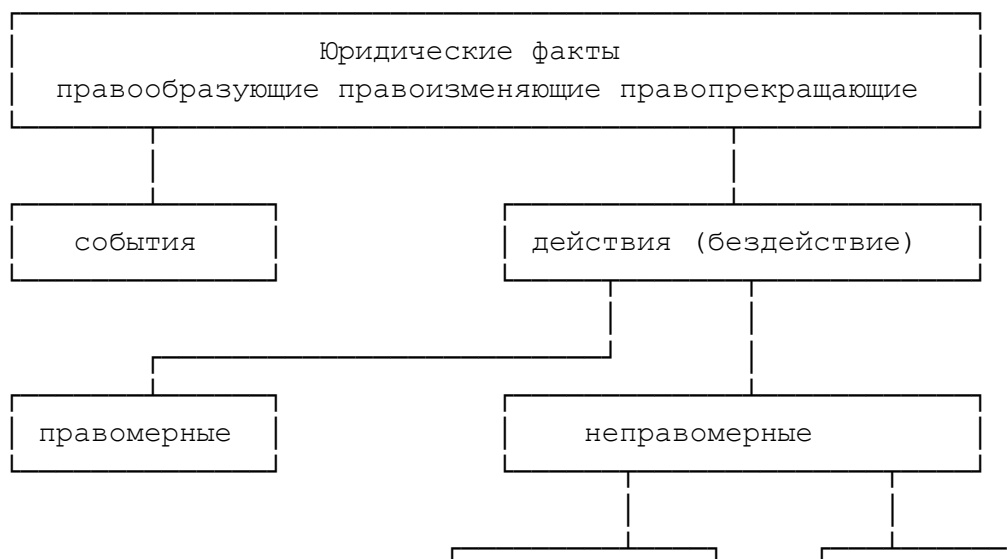 Юридические факты
правообразующие правоизменяющие правопрекращающие
события
действия (бездействие)
правомерные
неправомерные